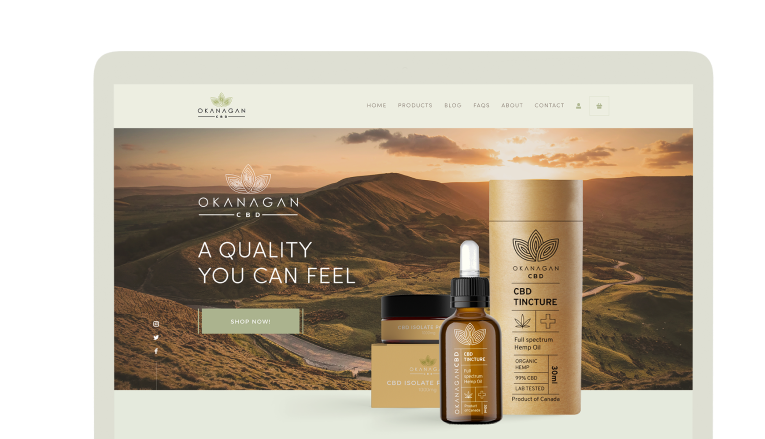 OKANAGAN
CBD
HOME PRODUCTS BLOG FAQS ABOUT CONTACT
OKANAGAN
CBD
A QUALITY
YOU CAN FEEL
SHOP NOW!
CBD ISOLATE
CBD ISOLATE
OKANAGAN CBD
CBD
TINCTURE
Full
spectrum
Hemp Oil
OKANAGAN
CBD
CBD
TINCTURE
Full spectrum
Hemp Oil
ORGANIC
HEMP
99% CBD
LAB TESTED
30ml
Product of Canada